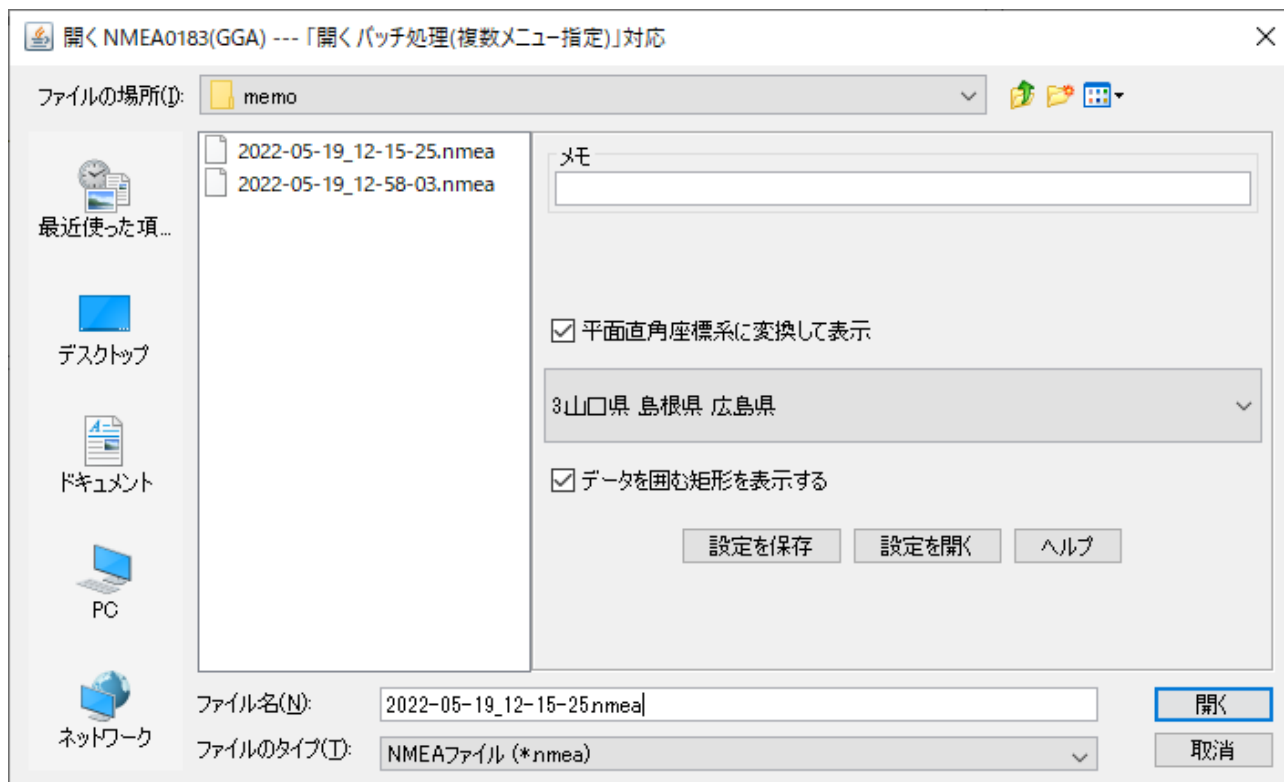 開く NMEA0183(GGA) --- 「開く バッチ処理(複数メニュー指定)」対応
ファイルの場所(I):
memo
最近使った項...
デスクトップ
ドキュメント
PC
ネットワーク
2022-05-19_12-15-25.nmea
2022-05-19_12-58-03.nmea
メモ
平面直角座標系に変換して表示
3山口県 島根県 広島県
データを囲む矩形を表示する
設定を保存
設定を開く
ヘルプ
ファイル名(N):
2022-05-19_12-15-25.nmea
開く
ファイルのタイプ(T):
NMEAファイル (*.nmea)
取消